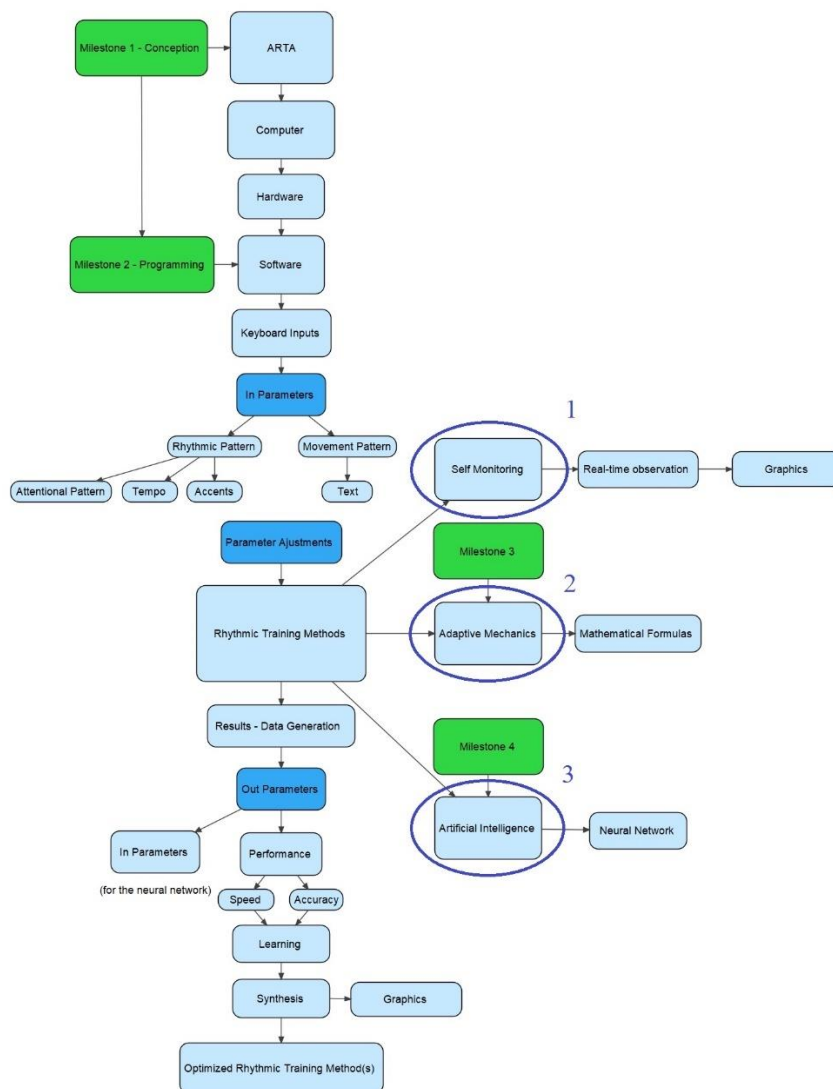 Milestone 1 - Conception
ARTA
Computer
Hardware
Milestone 2 - Programming
Software
Keyboard Inputs
In Parameters
Rhythmic Pattern
Movement Pattern
Attentional Pattern
Tempo
Accents
Text
1
Self Monitoring
Real-time observation
Graphics
Parameter Ajustments
Milestone 3
2
Rhythmic Training Methods
Adaptive Mechanics
Mathematical Formulas
Results - Data Generation
Milestone 4
3
Out Parameters
Artificial Intelligence
Neural Network
In Parameters
(for the neural network)
Performance
Speed
Accuracy
Learning
Synthesis
Graphics
Optimized Rhythmic Training Method(s)